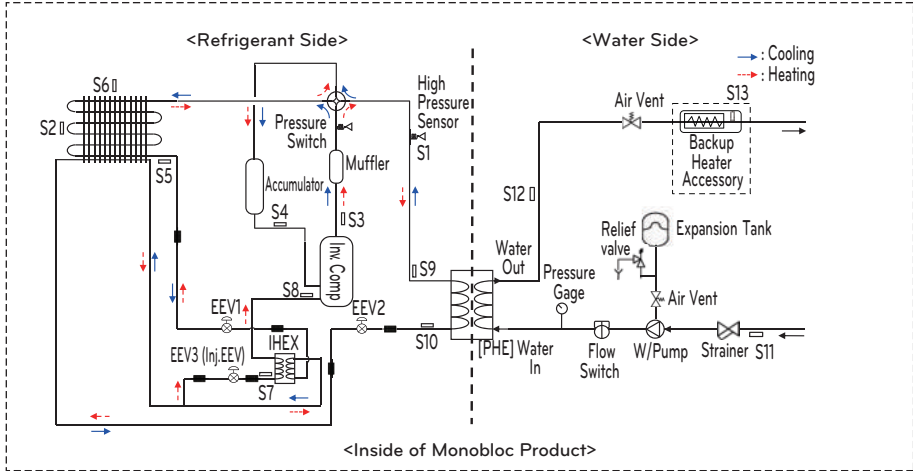 <Refrigerant Side>
<Water Side>
: Cooling
: Heating
S6
S2
S5
Pressure
Switch
High
Pressure
Sensor
S1
Muffler
Accumulator
S4
S3
Inv. Comp
S8
S9
EEV1
EEV2
IHEX
EEV3 (Inj.EEV)
S7
S10
Air Vent
S13
Backup
Heater
Accessory
S12
Water
Out
Relief
valve
Expansion Tank
Pressure
Gage
Air Vent
[PHE] Water
In
Flow
Switch
W/Pump
Strainer
S11
<Inside of Monobloc Product>